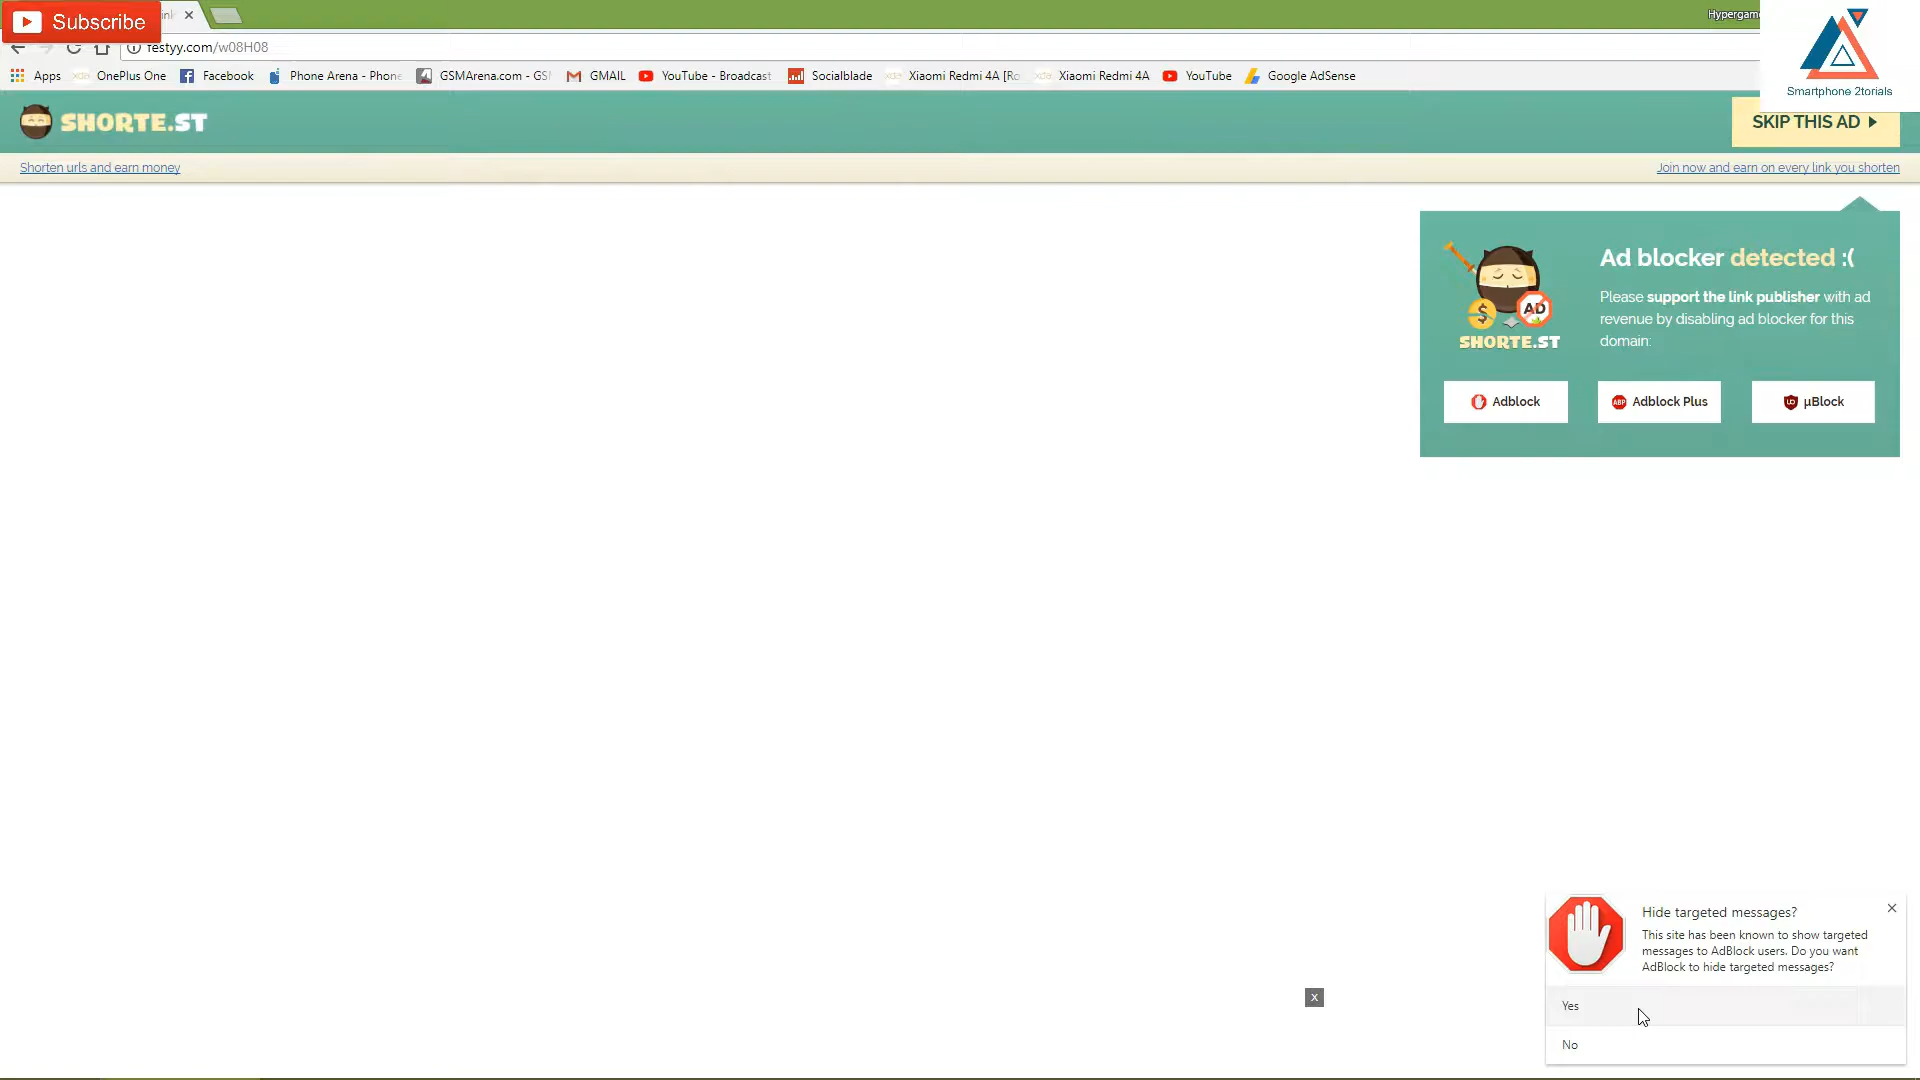 Subscribe
Hypergam
festyy.com/w08H08
Apps OnePlus One Facebook Phone Arena - Phone GSMArena.com - GS GMAIL YouTube - Broadcast Socialblade Xiaomi Redmi 4A [Ro Xiaomi Redmi 4A YouTube Google AdSense
Smartphone 2torials
SHORTE.ST
SKIP THIS AD
Shorten urls and earn money
Join now and earn on every link you shorten
Ad blocker detected :(
Please support the link publisher with ad
revenue by disabling ad blocker for this
domain:
AD
SHORTE.ST
Adblock
ABP Adblock Plus
µBlock
Hide targeted messages?
This site has been known to show targeted
messages to AdBlock users. Do you want
AdBlock to hide targeted messages?
x
Yes
No